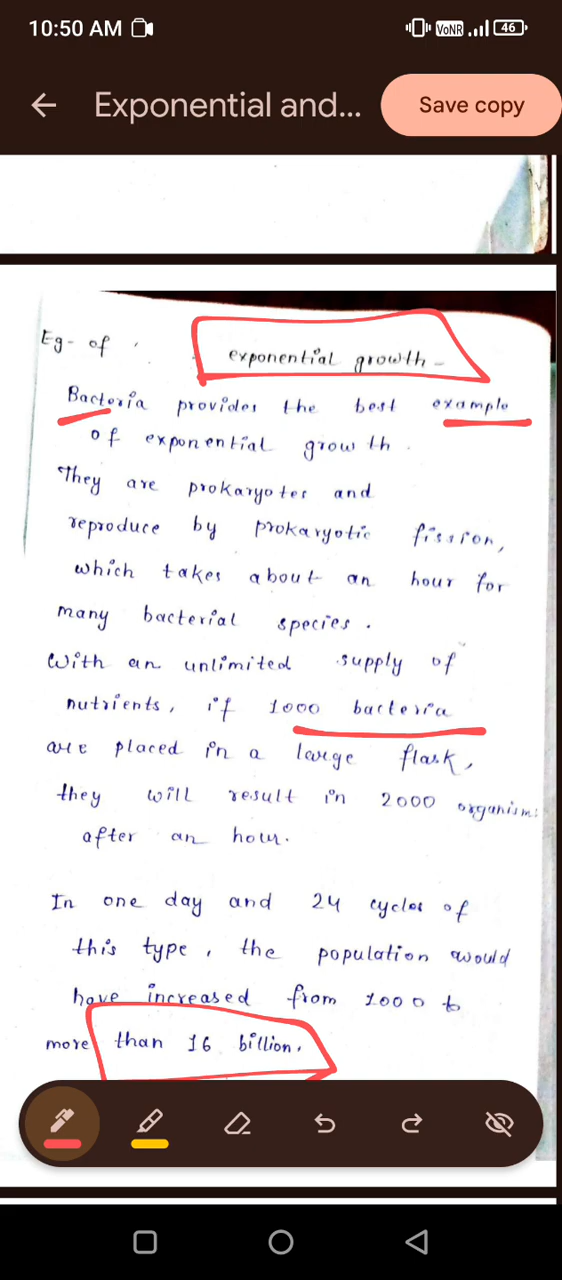 10:50 AM VoNR 46
Exponential and... Save copy
Eg- of exponential growth -
Bacteria provides the best example
of exponential growth.
They are prokaryotes and
reproduce by prokaryotic fission,
which takes about an hour for
many bacterial species.
With an unlimited supply of
nutrients, if 1000 bacteria
are placed in a large flask,
they will result in 2000 organisms
after an hour.
In one day and 24 cycles of
this type, the population would
have increased from 1000 to
more than 16 billion.